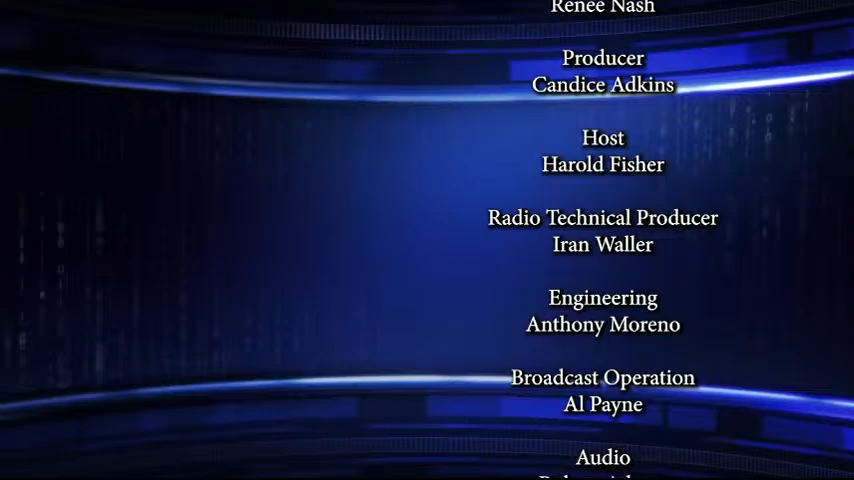 Renee Nash
Producer
Candice Adkins
Host
Harold Fisher
Radio Technical Producer
Iran Waller
Engineering
Anthony Moreno
Broadcast Operation
Al Payne
Audio